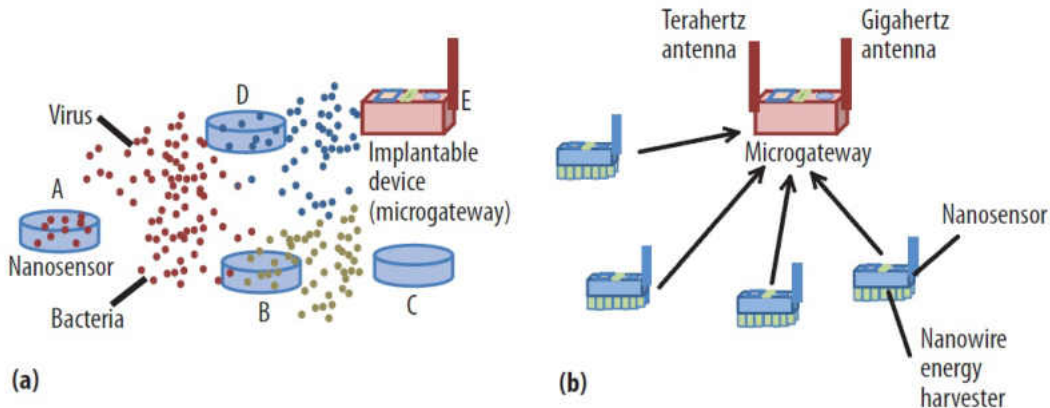 Virus
D
E
A
Implantable
device
(microgateway)
Nanosensor
Bacteria
B
C
(a)
Terahertz
antenna
Gigahertz
antenna
Microgateway
Nanosensor
Nanowire
energy
harvester
(b)